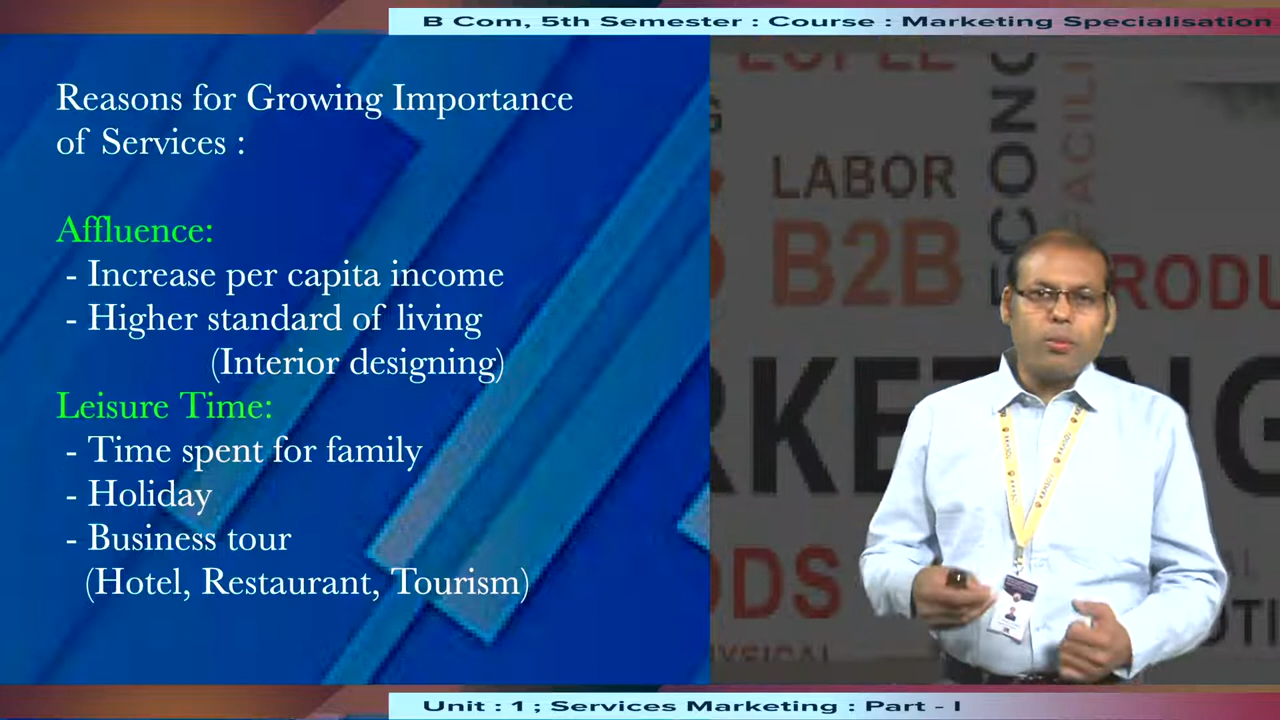 B Com, 5th Semester : Course : Marketing Specialisation
Reasons for Growing Importance
of Services :
Affluence:
- Increase per capita income
- Higher standard of living
(Interior designing)
Leisure Time:
- Time spent for family
- Holiday
- Business tour
(Hotel, Restaurant, Tourism)
LABOR
B2B
Unit : 1 ; Services Marketing : Part - I